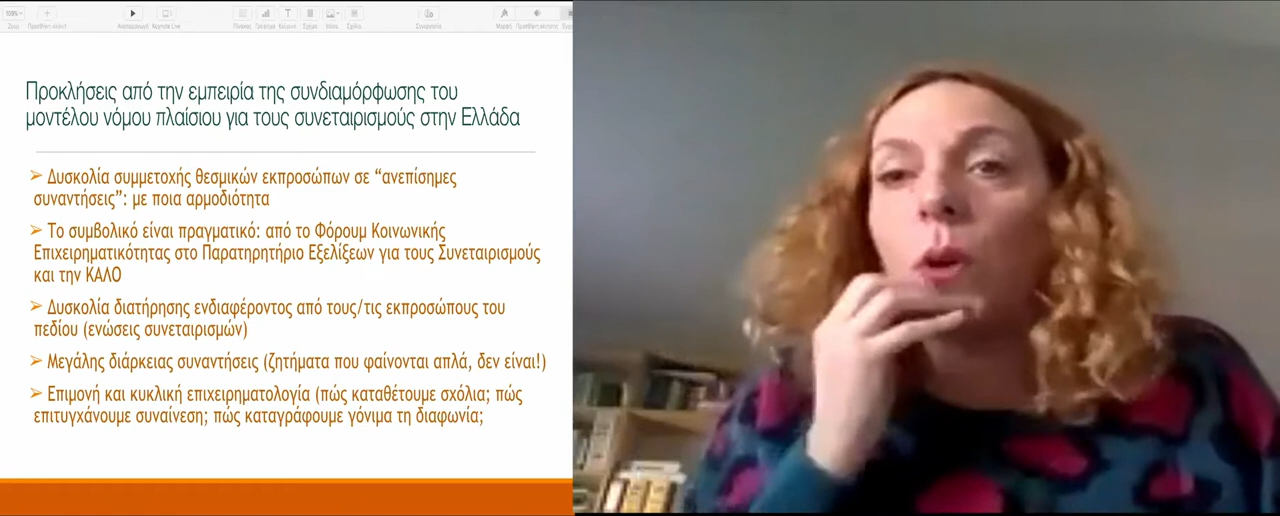 109%
Προκλήσεις από την εμπειρία της συνδιαμόρφωσης του
μοντέλου νόμου πλαίσιου για τους συνεταιρισμούς στην Ελλάδα
➢ Δυσκολία συμμετοχής θεσμικών εκπροσώπων σε “ανεπίσημες
συναντήσεις”: με ποια αρμοδιότητα
➢ Το συμβολικό είναι πραγματικό: από το Φόρουμ Κοινωνικής
Επιχειρηματικότητας στο Παρατηρητήριο Εξελίξεων για τους Συνεταιρισμούς
και την ΚΑΛΟ
➢ Δυσκολία διατήρησης ενδιαφέροντος από τους/τις εκπροσώπους του
πεδίου (ενώσεις συνεταιρισμών)
➢ Μεγάλης διάρκειας συναντήσεις (ζητήματα που φαίνονται απλά, δεν είναι!)
➢ Επιμονή και κυκλική επιχειρηματολογία (πώς καταθέτουμε σχόλια; πώς
επιτυγχάνουμε συναίνεση; πώς καταγράφουμε γόνιμα τη διαφωνία;